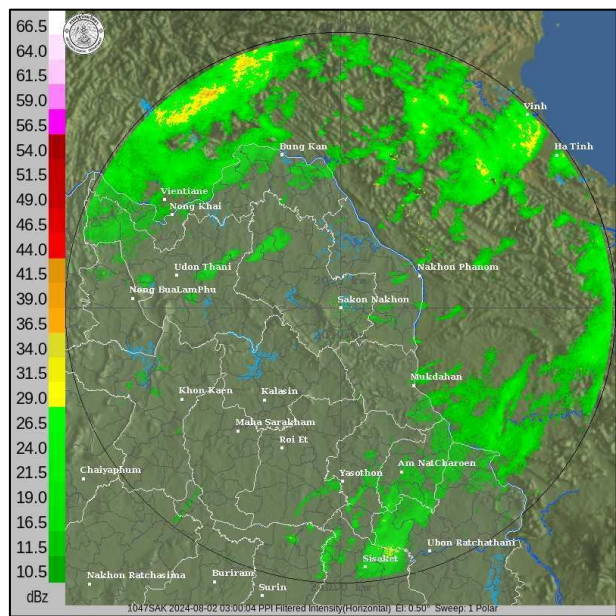 66.5
64.0
61.5
59.0
56.5
54.0
51.5
49.0
46.5
44.0
41.5
39.0
36.5
34.0
31.5
29.0
26.5
24.0
21.5
19.0
16.5
11.5
10.5
dBz
Vinh
Ha Tinh
Bung Kan
Vientiane
Nong Khai
Udon Thani
Nakhon Phanom
Nong BuaLamPhu
Sakon Nakhon
Mukdahan
Khon Kaen
Kalasin
Maha Sarakham
Roi Et
Chaiyaphum
Yasothon
Am NatCharoen
Ubon Ratchathani
Sisaket
Nakhon Ratchasima
Buriram
Surin
1047SAK 2024-08-02 03:00:04 PPI Filtered Intensity(Horizontal) El: 0.50° Sweep: 1 Polar